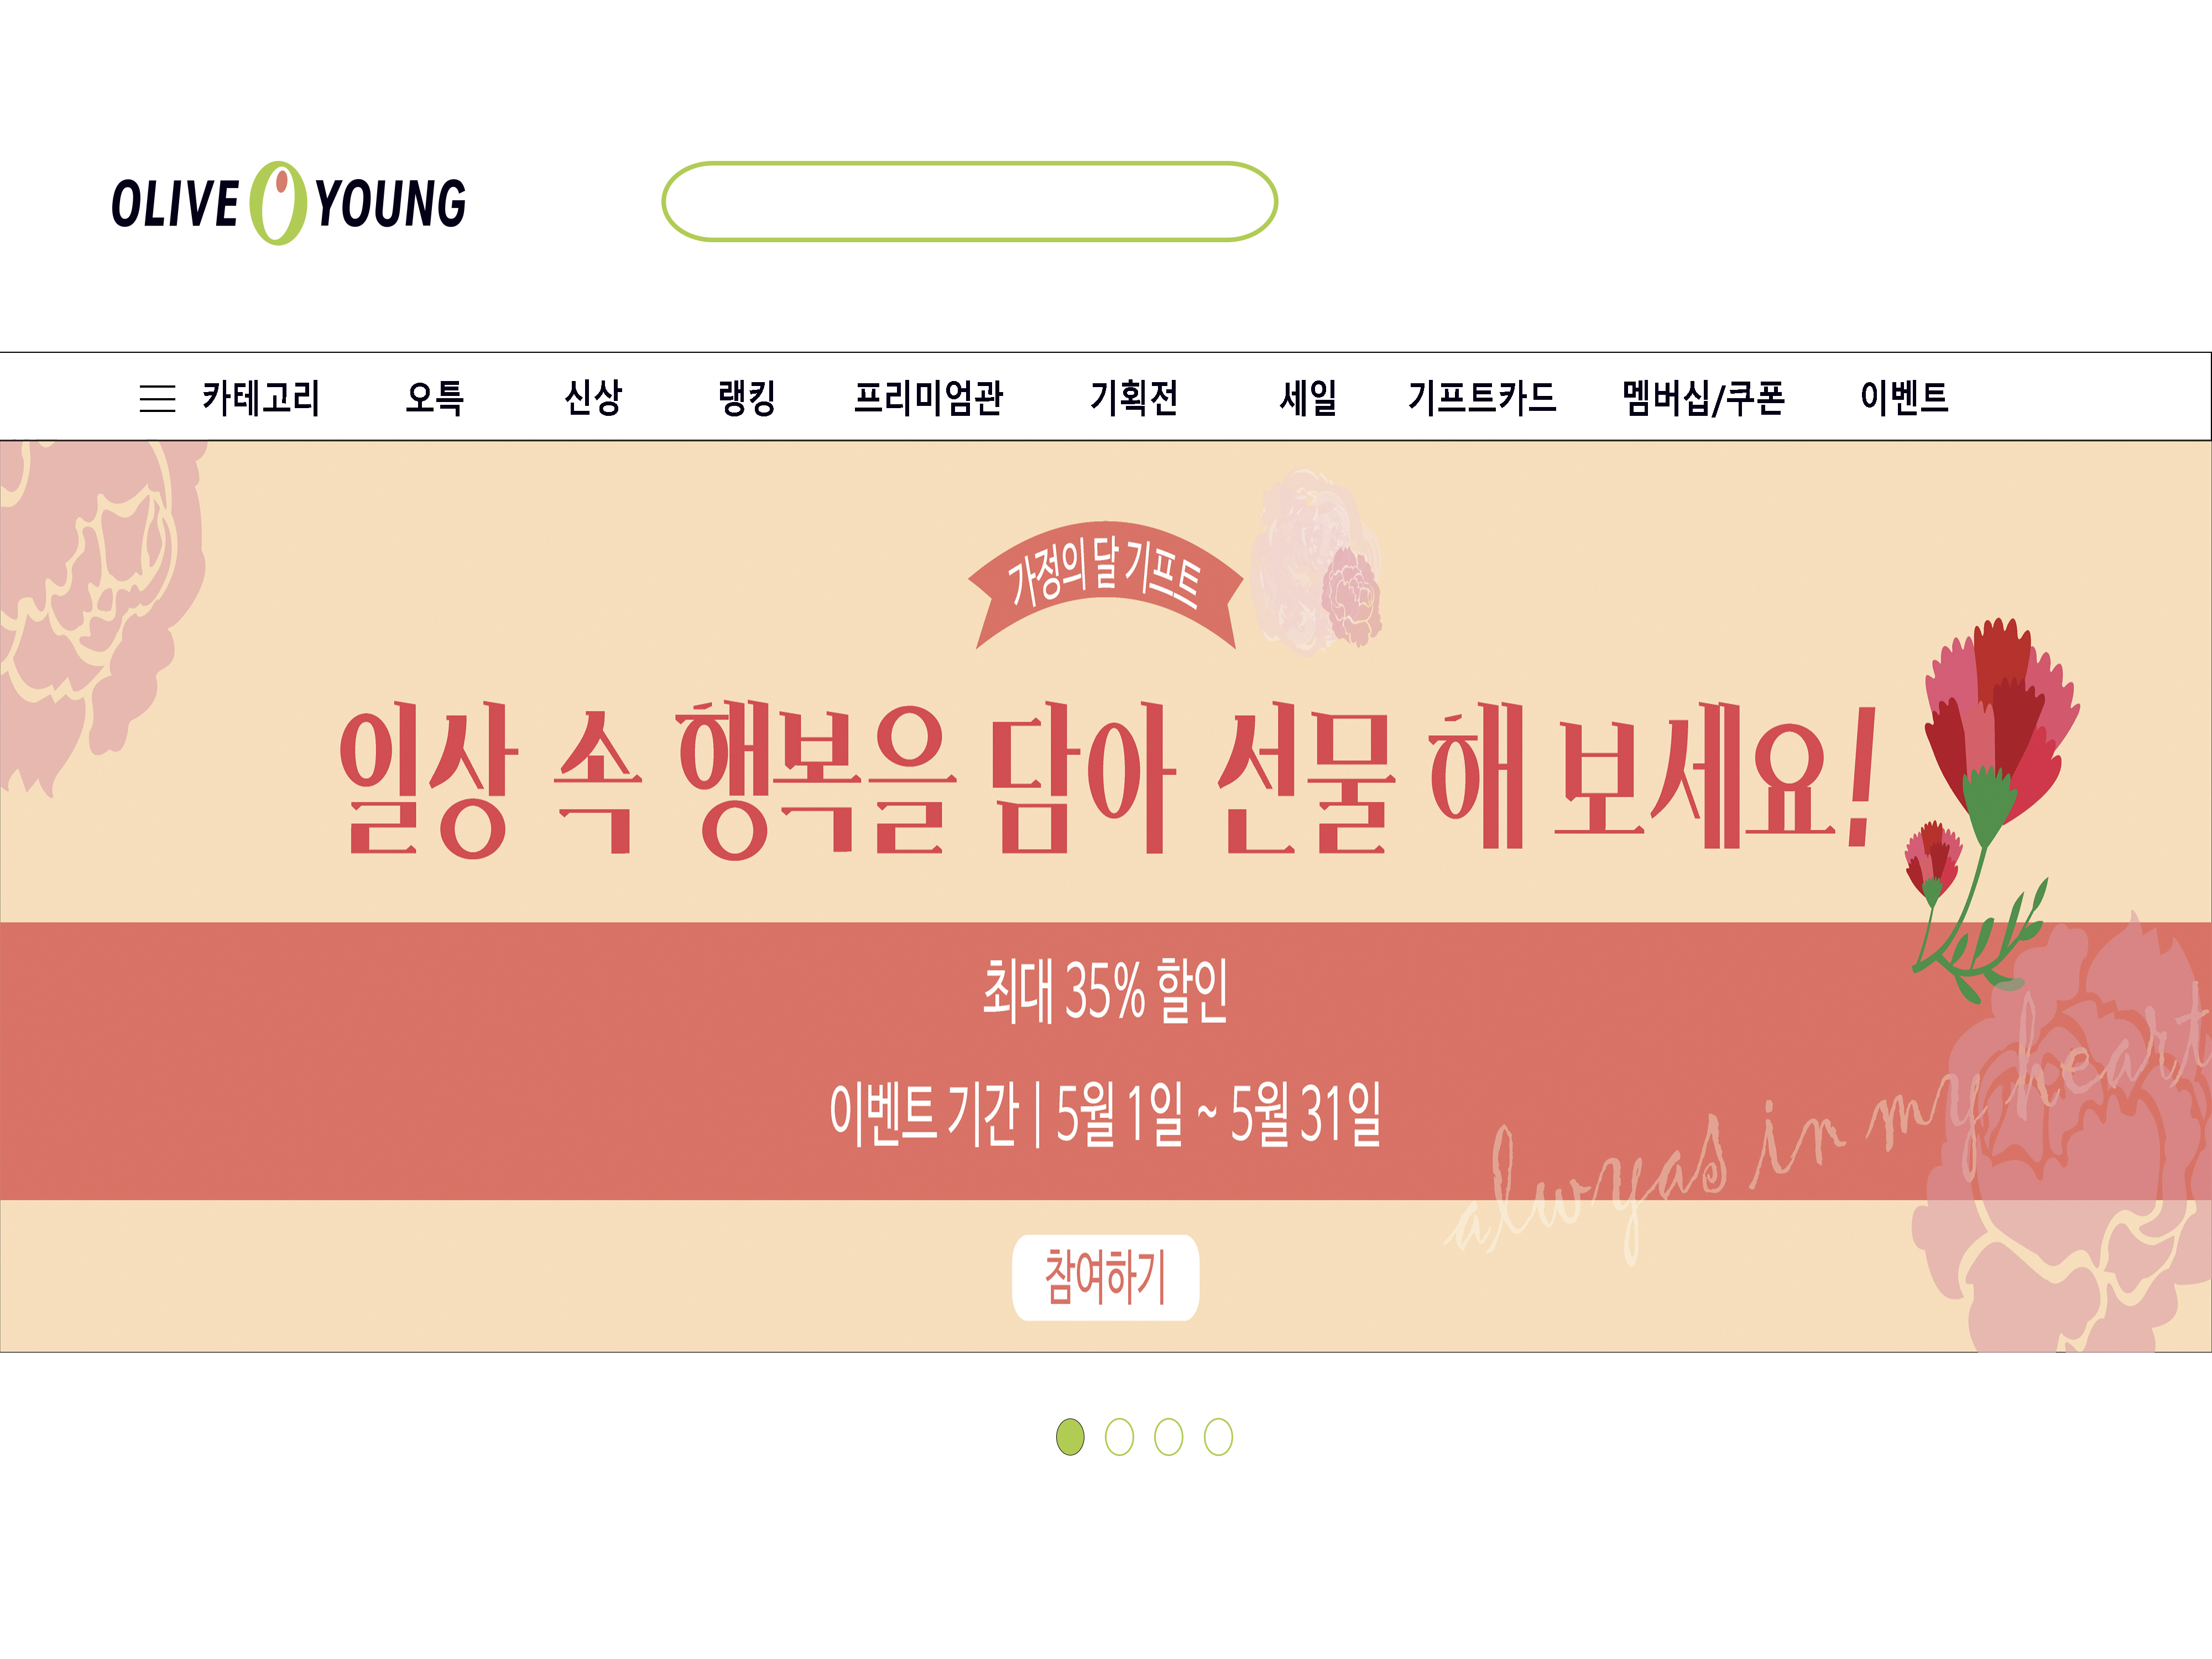 OLIVE YOUNG
카테고리 오특 신상 랭킹 프리미엄관 기획전 세일 기프트카드 멤버십/쿠폰 이벤트
가정의 달 기프트
일상 속 행복을 담아 선물 해 보세요!
최대 35% 할인
이벤트 기간 | 5월 1일 ~ 5월 31일
always in my heart
참여하기